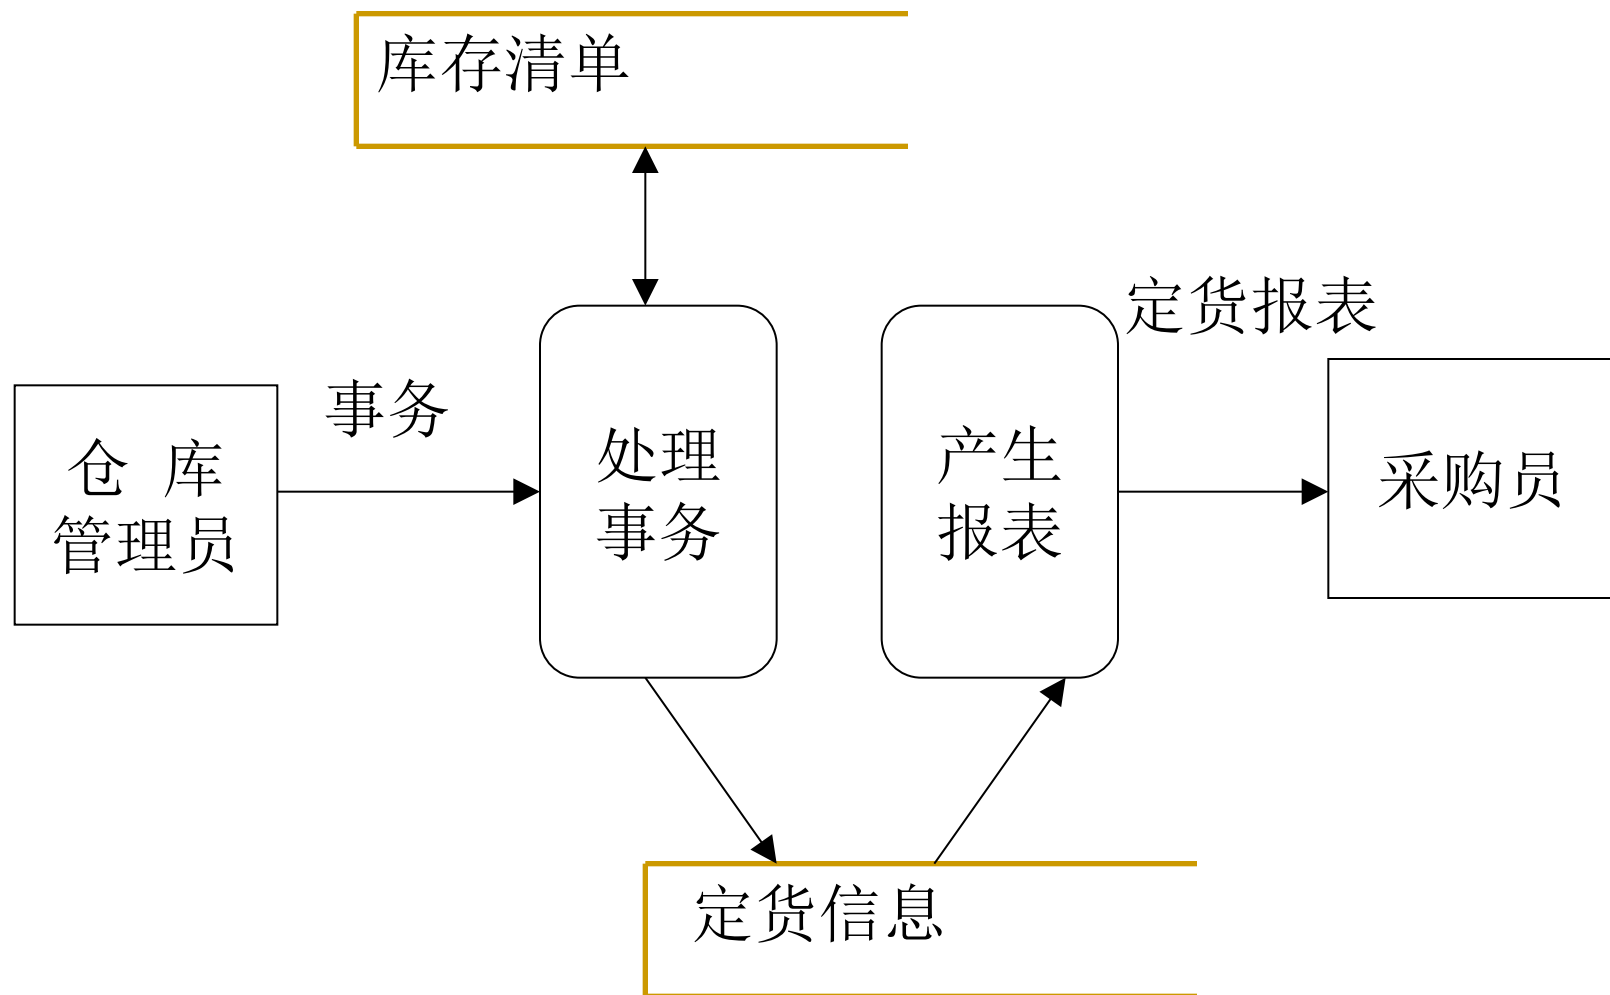 库存清单
定货报表
事务
仓 库
管理员
处理
事务
产生
报表
采购员
定货信息